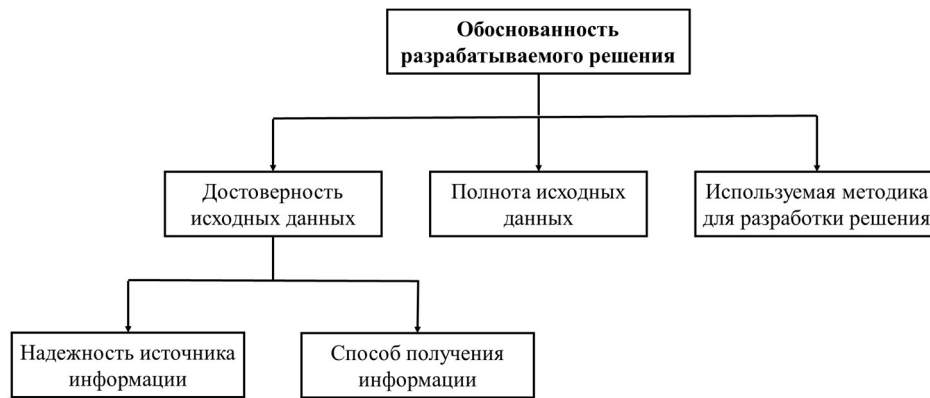 Обоснованность
разрабатываемого решения
Достоверность
исходных данных
Полнота исходных
данных
Используемая методика
для разработки решения
Надежность источника
информации
Способ получения
информации